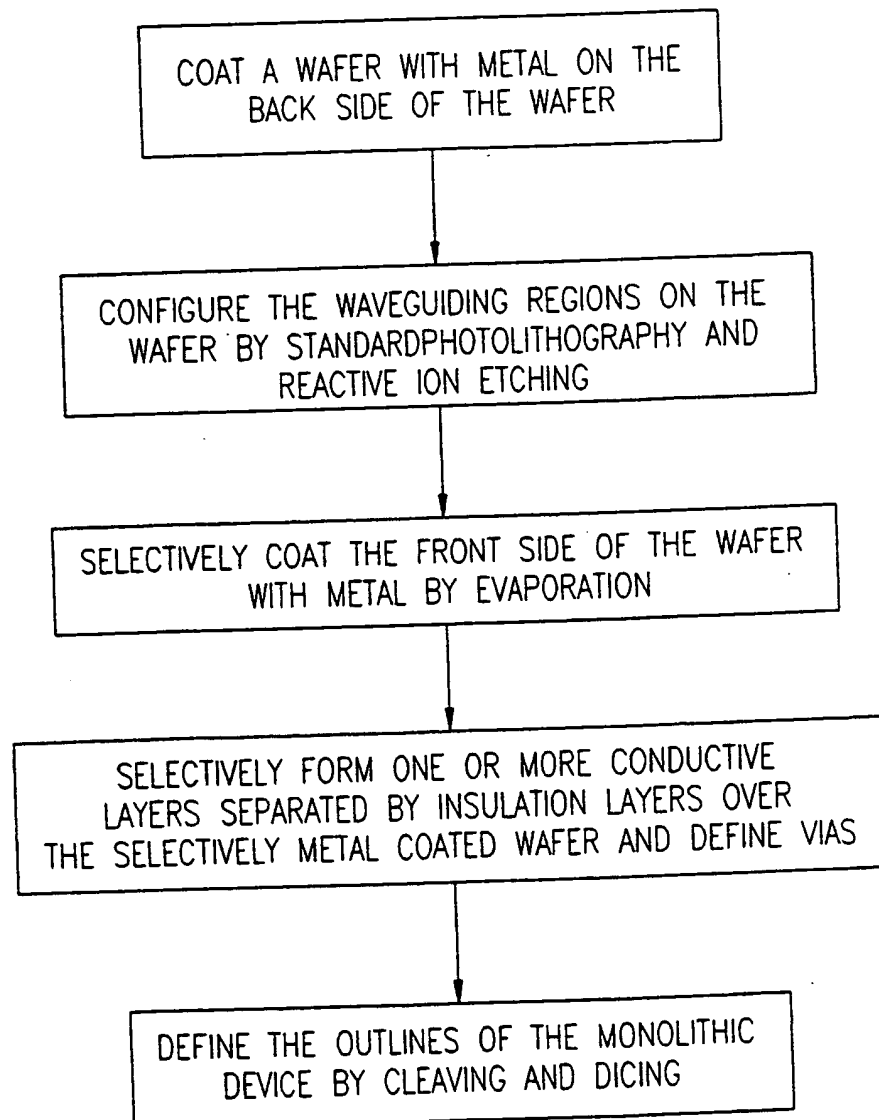 COAT A WAFER WITH METAL ON THE
BACK SIDE OF THE WAFER
CONFIGURE THE WAVEGUIDING REGIONS ON THE
WAFER BY STANDARDPHOTOLITHOGRAPHY AND
REACTIVE ION ETCHING
SELECTIVELY COAT THE FRONT SIDE OF THE WAFER
WITH METAL BY EVAPORATION
SELECTIVELY FORM ONE OR MORE CONDUCTIVE
LAYERS SEPARATED BY INSULATION LAYERS OVER
THE SELECTIVELY METAL COATED WAFER AND DEFINE VIAS
DEFINE THE OUTLINES OF THE MONOLITHIC
DEVICE BY CLEAVING AND DICING